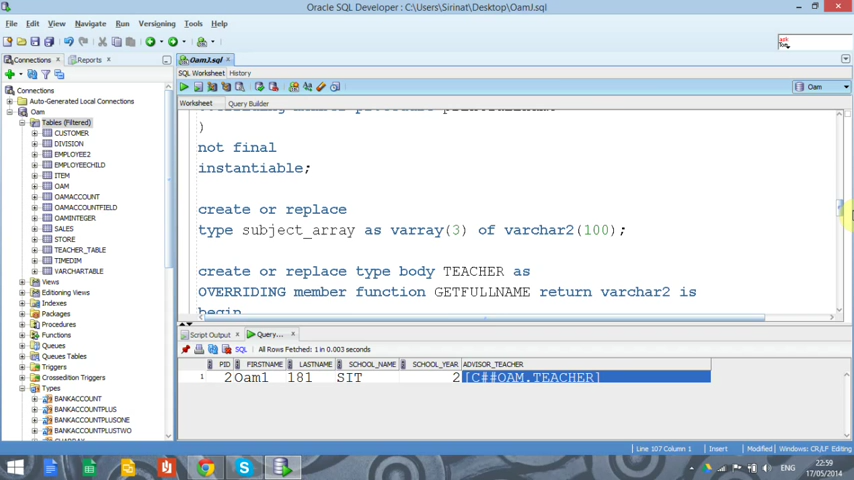 Oracle SQL Developer : C:\Users\Sirinat\Desktop\OamJ.sql
File Edit View Navigate Run Versioning Tools Help
Connections Reports OamJ.sql
SQL Worksheet History
Oam
Worksheet Query Builder
Connections
Auto-Generated Local Connections
Oam
Tables (Filtered)
CUSTOMER
DIVISION
EMPLOYEE2
EMPLOYEECHILD
ITEM
OAM
OAMACCOUNT
OAMACCOUNTFIELD
OAMINTEGER
SALES
STORE
TEACHER_TABLE
TIMEDIM
VARCHARTABLE
Views
Editioning Views
Indexes
Packages
Procedures
Functions
Queues
Queues Tables
Triggers
Crossedition Triggers
Types
BANKACCOUNT
BANKACCOUNTPLUS
BANKACCOUNTPLUSONE
BANKACCOUNTPLUSTWO
)
not final
instantiable;
create or replace
type subject_array as varray(3) of varchar2(100);
create or replace type body TEACHER as
OVERRIDING member function GETFULLNAME return varchar2 is
begin
Script Output Query...
SQL All Rows Fetched: 1 in 0.003 seconds
PID FIRSTNAME LASTNAME SCHOOL_NAME SCHOOL_YEAR ADVISOR_TEACHER
1 2 Oam1 181 SIT 2 [C##OAM.TEACHER]
Line 107 Column 1 Insert Modified Windows: CR/LF Editing
ENG 22:59
17/05/2014